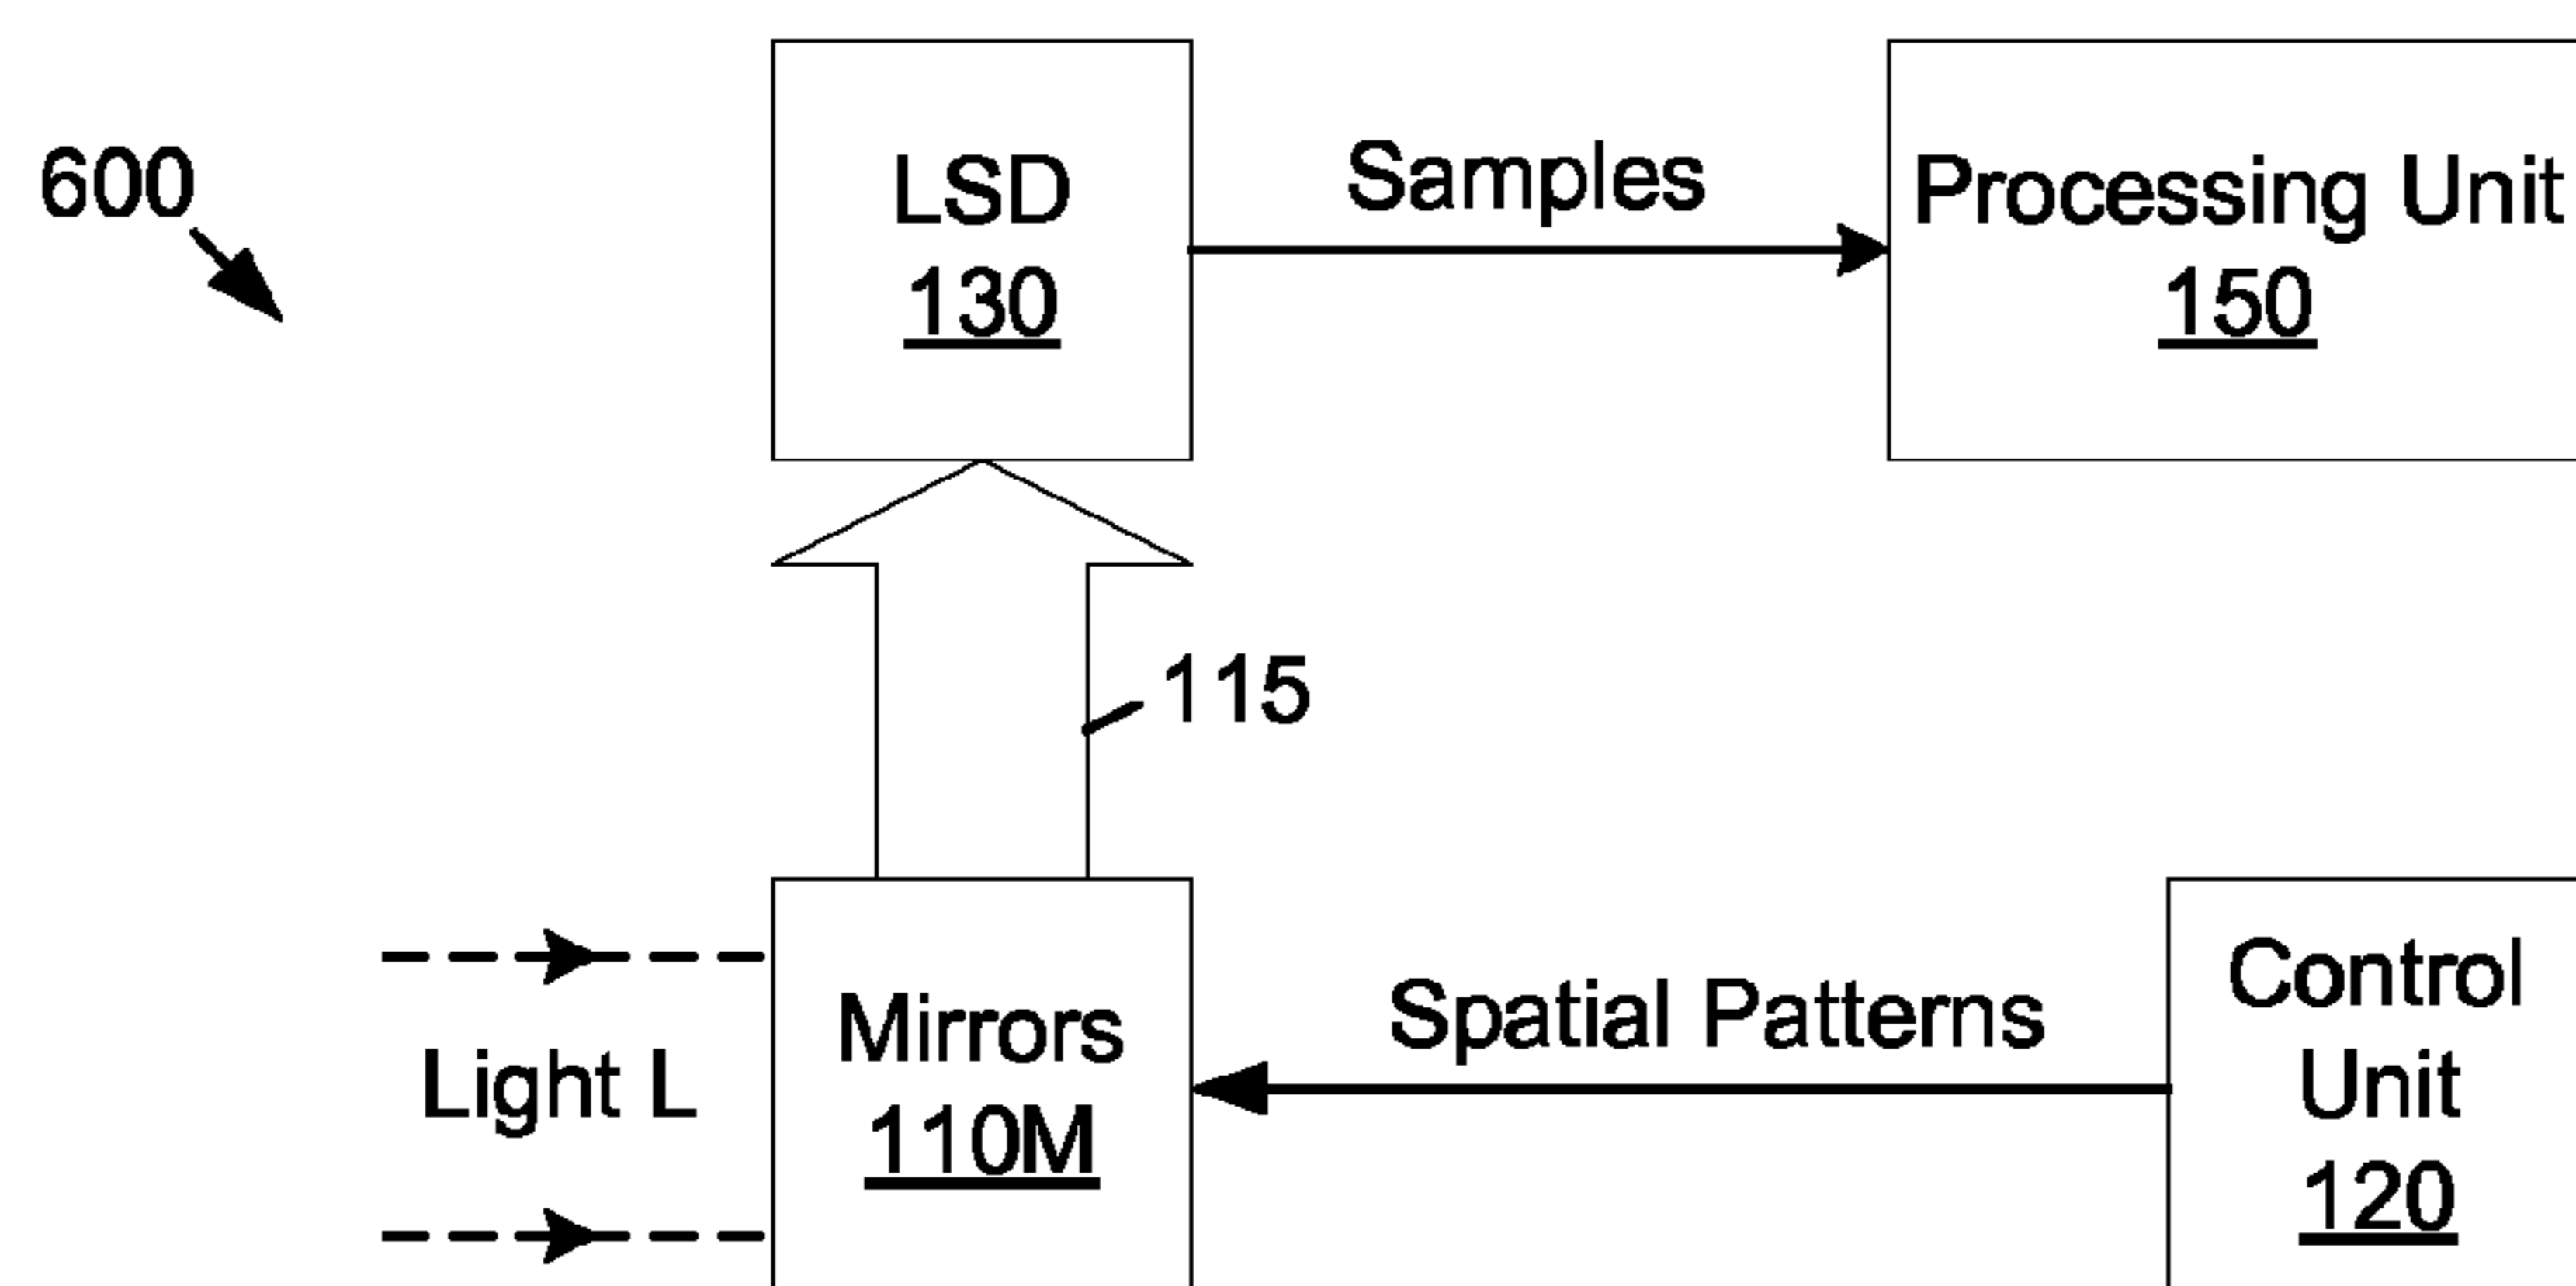 600
LSD
130
Samples
Processing Unit
150
115
Light L
Mirrors
110M
Spatial Patterns
Control
Unit
120